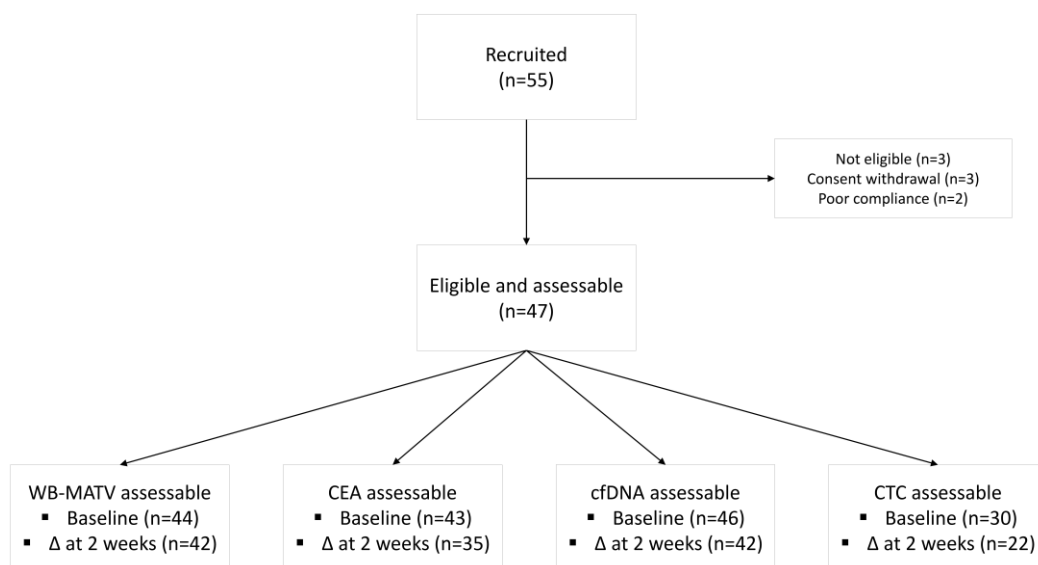 Recruited
(n=55)
Not eligible (n=3)
Consent withdrawal (n=3)
Poor compliance (n=2)
Eligible and assessable
(n=47)
WB-MATV assessable
▪ Baseline (n=44)
▪ Δ at 2 weeks (n=42)
CEA assessable
▪ Baseline (n=43)
▪ Δ at 2 weeks (n=35)
cfDNA assessable
▪ Baseline (n=46)
▪ Δ at 2 weeks (n=42)
CTC assessable
▪ Baseline (n=30)
▪ Δ at 2 weeks (n=22)